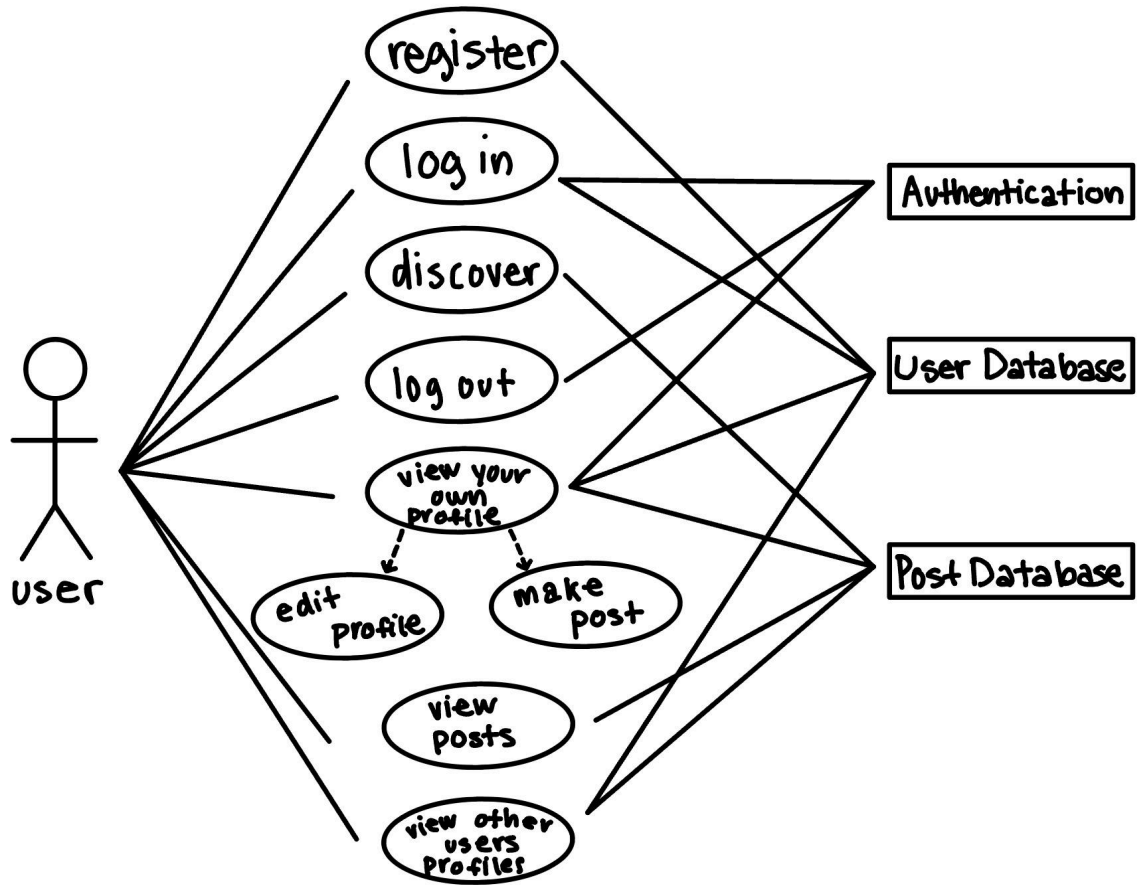 register
log in
discover
log out
view your
own
profile
edit
profile
make
post
view
posts
view other
users
profiles
user
Authentication
User Database
Post Database